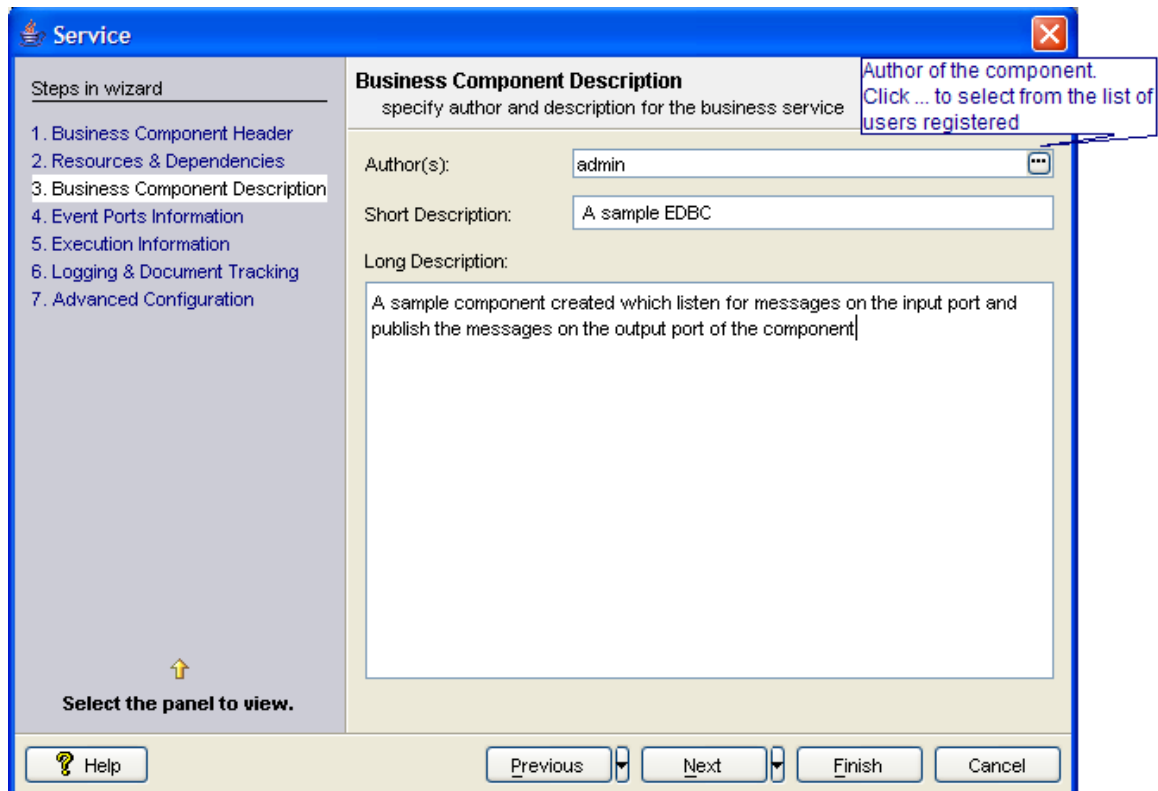 Service
Steps in wizard
1. Business Component Header
2. Resources & Dependencies
3. Business Component Description
4. Event Ports Information
5. Execution Information
6. Logging & Document Tracking
7. Advanced Configuration
Select the panel to view.
Business Component Description
specify author and description for the business service
Author of the component.
Click ... to select from the list of
users registered
Author(s): admin ...
Short Description: A sample EDBC
Long Description:
A sample component created which listen for messages on the input port and
publish the messages on the output port of the component
Help Previous Next Finish Cancel